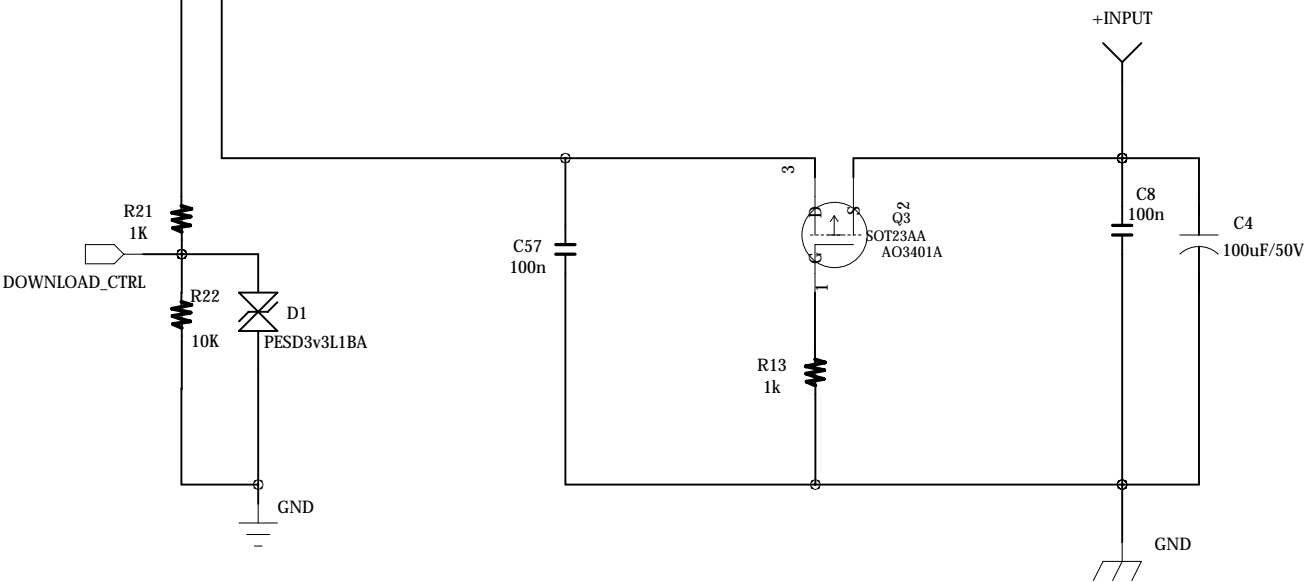 +INPUT
3
D
S
2
Q3
SOT23AA
AO3401A
G
1
C8
100n
C4
100uF/50V
R21
1K
C57
100n
DOWNLOAD_CTRL
R22
10K
D1
PESD3v3L1BA
R13
1k
GND
GND